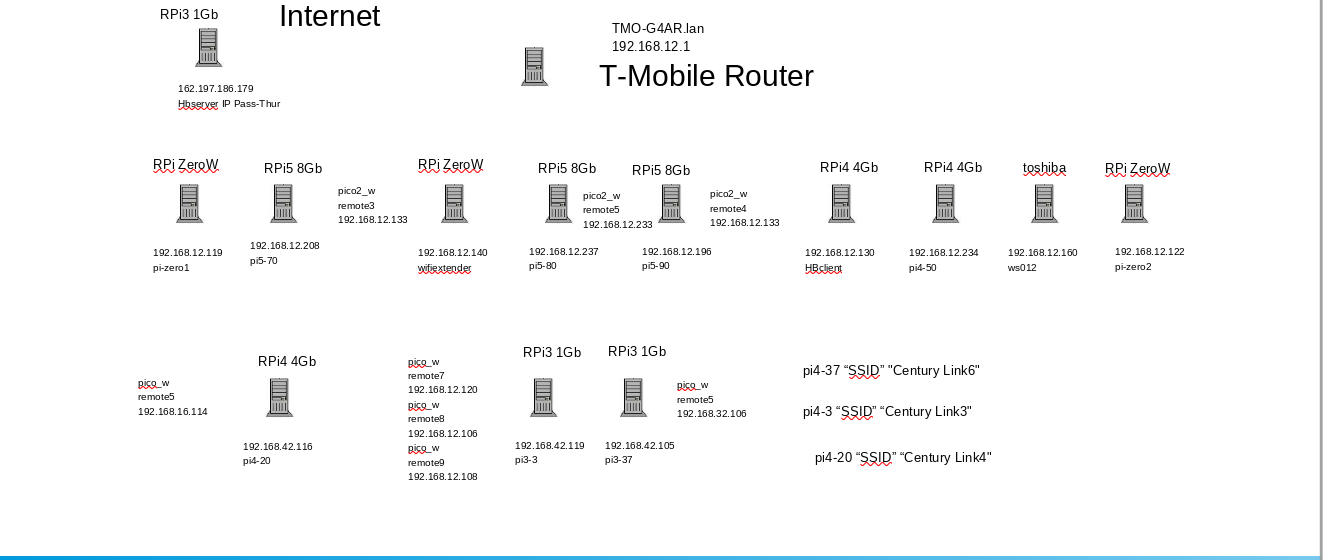 RPi3 1Gb
Internet
162.197.186.179
Hbserver IP Pass-Thur
TMO-G4AR.lan
192.168.12.1
T-Mobile Router
RPi ZeroW
192.168.12.119
pi-zero1
RPi5 8Gb
192.168.12.208
pi5-70
pico2_w
remote3
192.168.12.133
RPi ZeroW
192.168.12.140
wifiextender
RPi5 8Gb
192.168.12.237
pi5-80
pico2_w
remote5
192.168.12.233
RPi5 8Gb
192.168.12.196
pi5-90
pico2_w
remote4
192.168.12.133
RPi4 4Gb
192.168.12.130
HBclient
RPi4 4Gb
192.168.12.234
pi4-50
toshiba
192.168.12.160
ws012
RPi ZeroW
192.168.12.122
pi-zero2
pico_w
remote5
192.168.16.114
RPi4 4Gb
192.168.42.116
pi4-20
pico_w
remote7
192.168.12.120
pico_w
remote8
192.168.12.106
pico_w
remote9
192.168.12.108
RPi3 1Gb
192.168.42.119
pi3-3
RPi3 1Gb
192.168.42.105
pi3-37
pico_w
remote5
192.168.32.106
pi4-37 “SSID” "Century Link6"
pi4-3 “SSID” “Century Link3"
pi4-20 “SSID” “Century Link4"